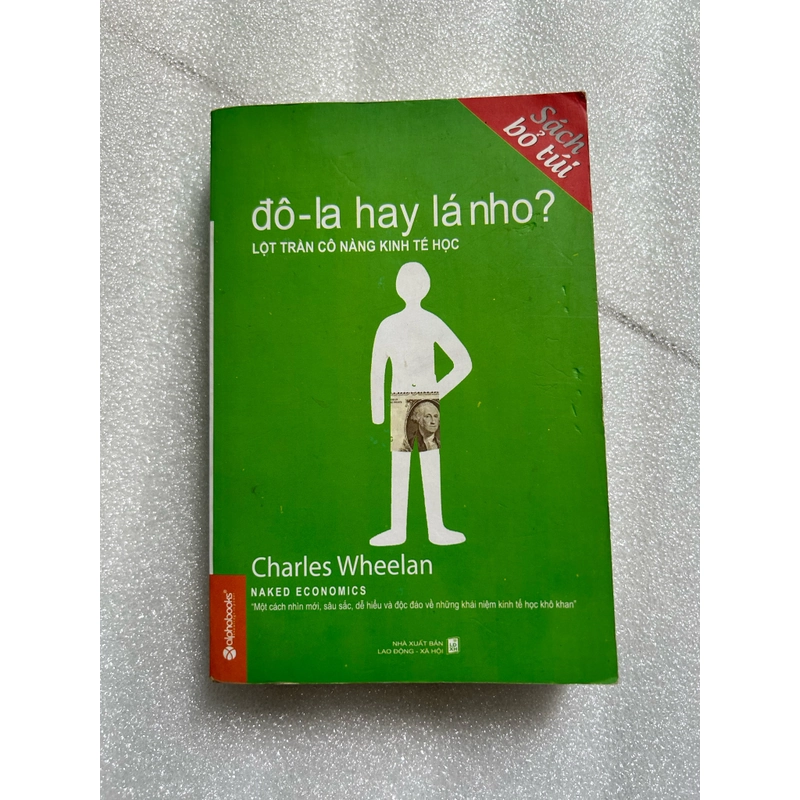 Sách
bỏ túi
đô-la hay lá nho?
LỘT TRẦN CÔ NÀNG KINH TẾ HỌC
Charles Wheelan
NAKED ECONOMICS
"Một cách nhìn mới, sâu sắc, dễ hiểu và độc đáo về những khái niệm kinh tế học khô khan"
alphabooks
NHÀ XUẤT BẢN
LAO ĐỘNG - XÃ HỘI